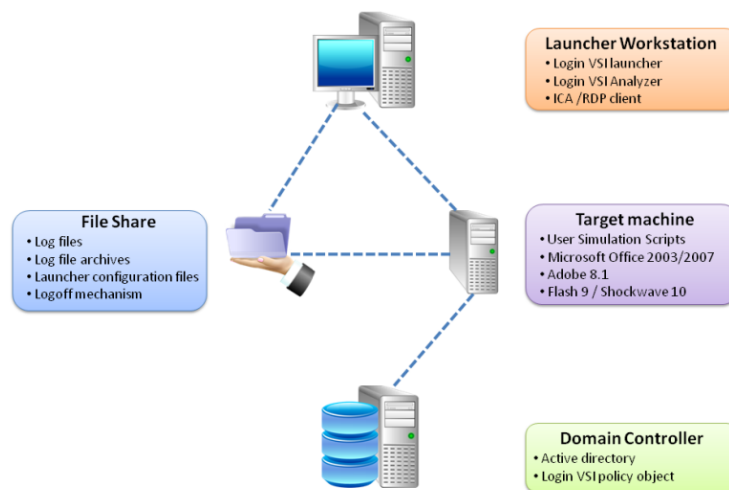 Launcher Workstation
• Login VSI launcher
• Login VSI Analyzer
• ICA /RDP client
File Share
• Log files
• Log file archives
• Launcher configuration files
• Logoff mechanism
Target machine
• User Simulation Scripts
• Microsoft Office 2003/2007
• Adobe 8.1
• Flash 9 / Shockwave 10
Domain Controller
• Active directory
• Login VSI policy object